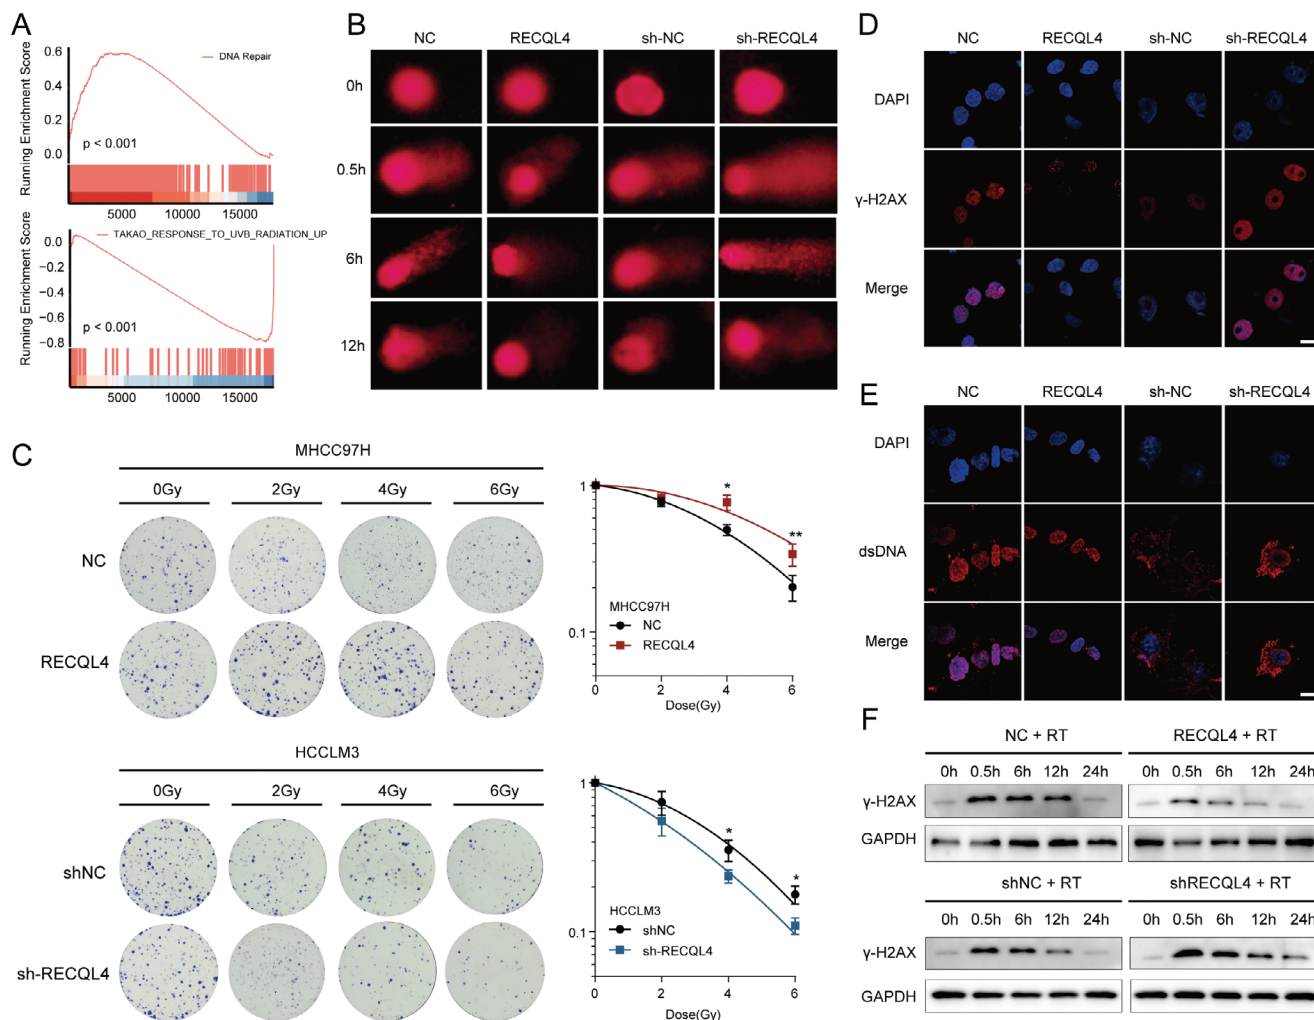 A
Running Enrichment Score
0.6
0.4
0.2
0.0
DNA Repair
p < 0.001
5000 10000 15000
Running Enrichment Score
0.0
−0.2
−0.4
−0.6
−0.8
TAKAO_RESPONSE_TO_UVB_RADIATION_UP
p < 0.001
5000 10000 15000
B
NC RECQL4 sh-NC sh-RECQL4
0h
0.5h
6h
12h
C
MHCC97H
0Gy 2Gy 4Gy 6Gy
NC
RECQL4
1
0.1
* **
MHCC97H
NC
RECQL4
0 2 4 6
Dose(Gy)
HCCLM3
0Gy 2Gy 4Gy 6Gy
shNC
sh-RECQL4
1
0.1
* *
HCCLM3
shNC
sh-RECQL4
0 2 4 6
Dose(Gy)
D
NC RECQL4 sh-NC sh-RECQL4
DAPI
γ-H2AX
Merge
E
NC RECQL4 sh-NC sh-RECQL4
DAPI
dsDNA
Merge
F
NC + RT RECQL4 + RT
0h 0.5h 6h 12h 24h 0h 0.5h 6h 12h 24h
γ-H2AX
GAPDH
shNC + RT shRECQL4 + RT
0h 0.5h 6h 12h 24h 0h 0.5h 6h 12h 24h
γ-H2AX
GAPDH